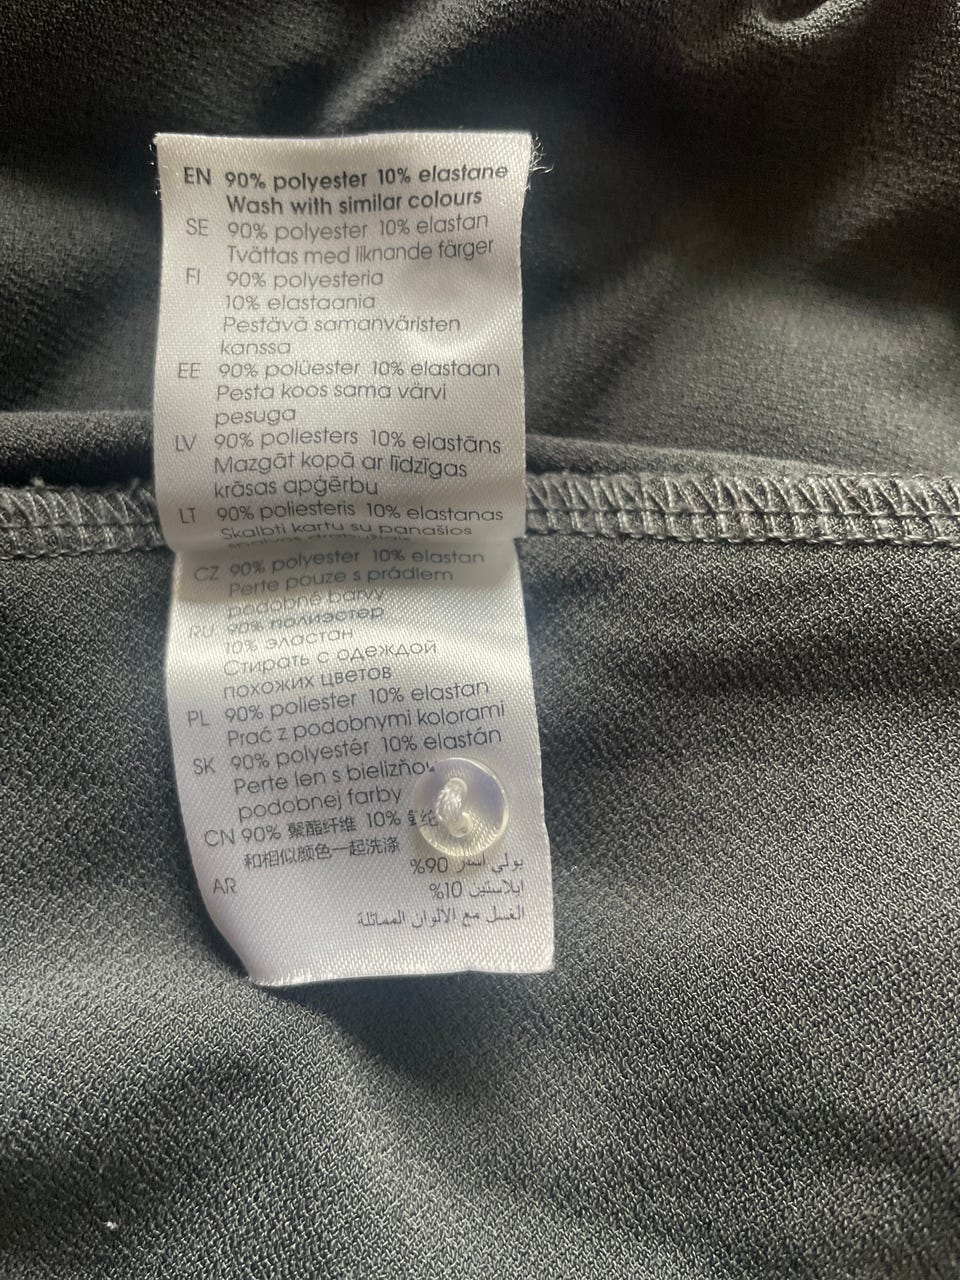 EN 90% polyester 10% elastane
Wash with similar colours
SE 90% polyester 10% elastan
Tvättas med liknande färger
FI 90% polyesteria
10% elastaania
Pestävä samanväristen
kanssa
EE 90% polüester 10% elastaan
Pesta koos sama värvi
pesuga
LV 90% poliesters 10% elastāns
Mazgāt kopā ar līdzīgas
krāsas apģērbu
LT 90% poliesteris 10% elastanas
Skalbti kartu su panašios
CZ 90% polyester 10% elastan
Perte pouze s prádlem
podobné barvy
RU 90% полиэстер
10% эластан
Стирать с одеждой
похожих цветов
PL 90% poliester 10% elastan
Prać z podobnymi kolorami
SK 90% polyestér 10% elastán
Perte len s bielizňou
podobnej farby
CN 90% 聚酯纤维 10%
和相似颜色一起洗涤
AR
بولي استر 90%
ايلاستين 10%
الغسل مع الألوان المماثلة